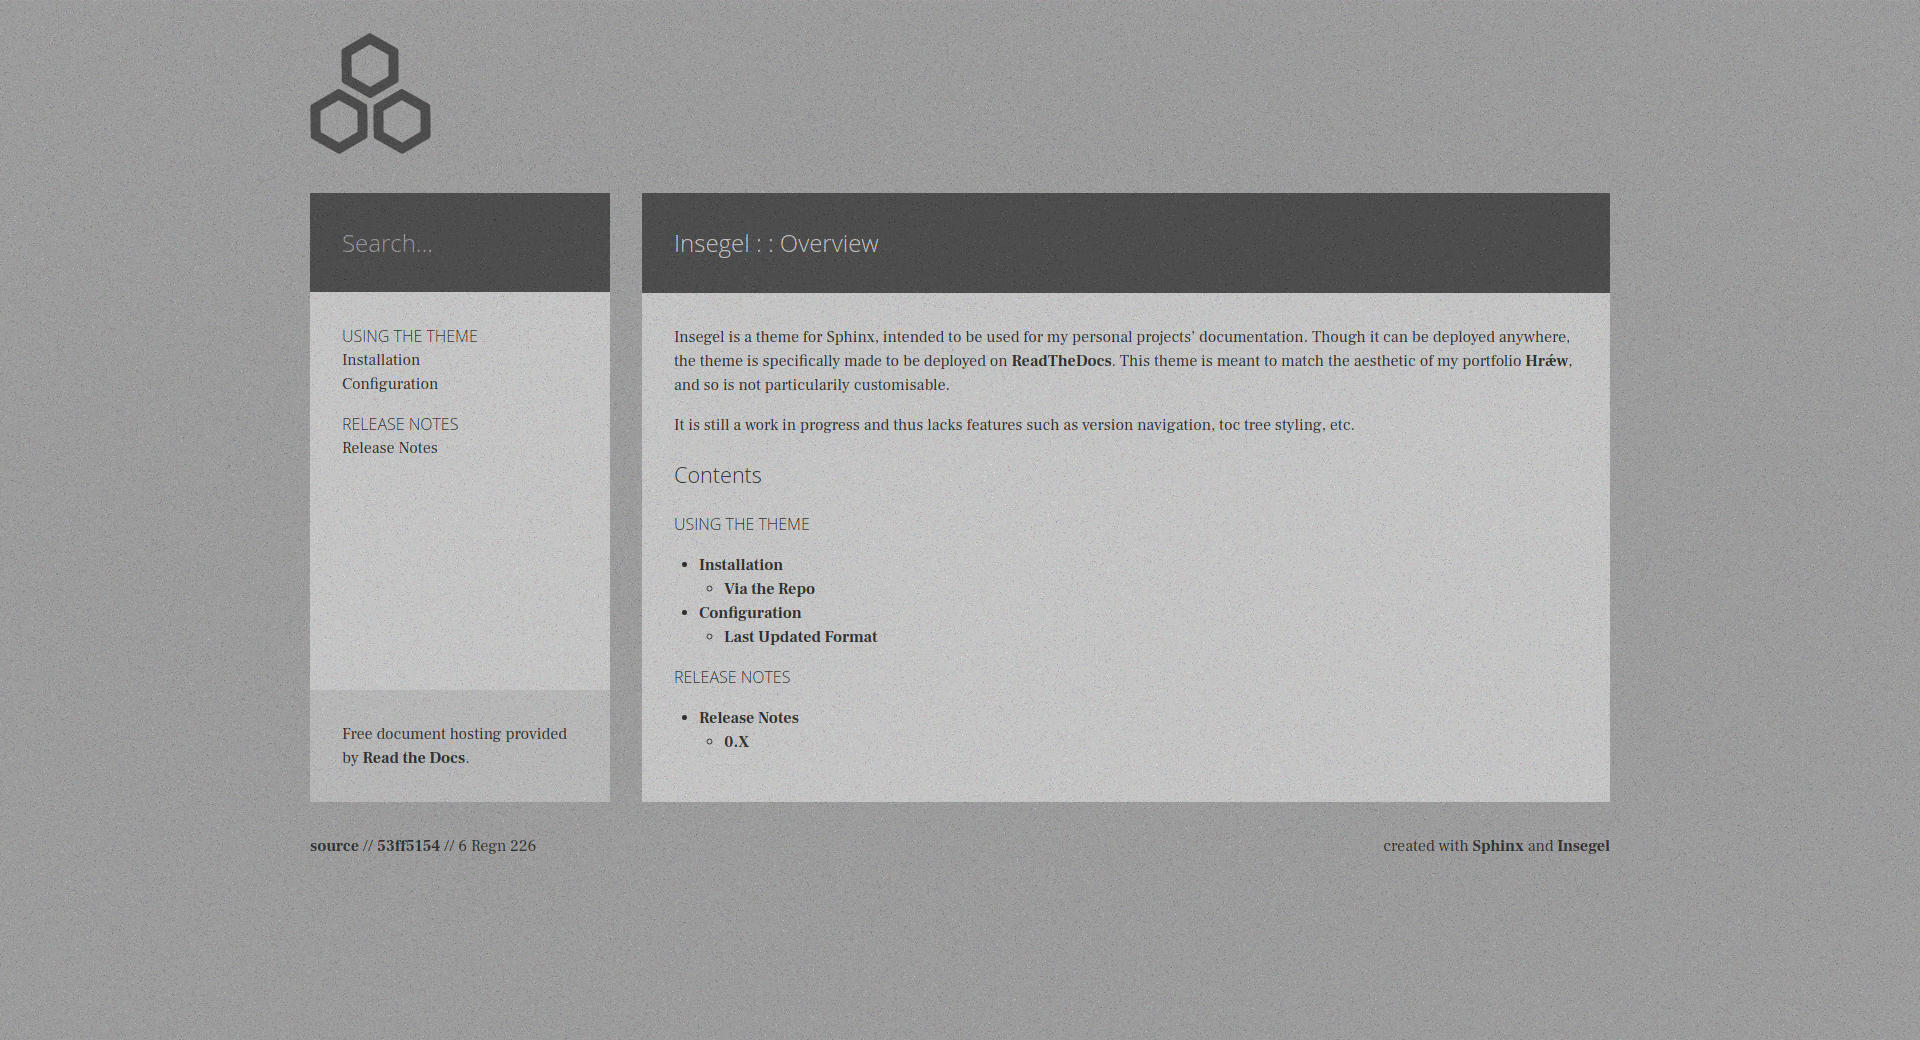 Search...
USING THE THEME
Installation
Configuration
RELEASE NOTES
Release Notes
Free document hosting provided
by Read the Docs.
Insegel : : Overview
Insegel is a theme for Sphinx, intended to be used for my personal projects’ documentation. Though it can be deployed anywhere,
the theme is specifically made to be deployed on ReadTheDocs. This theme is meant to match the aesthetic of my portfolio Hrǽw,
and so is not particularily customisable.
It is still a work in progress and thus lacks features such as version navigation, toc tree styling, etc.
Contents
USING THE THEME
• Installation
◦ Via the Repo
• Configuration
◦ Last Updated Format
RELEASE NOTES
• Release Notes
◦ 0.X
source // 53ff5154 // 6 Regn 226
created with Sphinx and Insegel